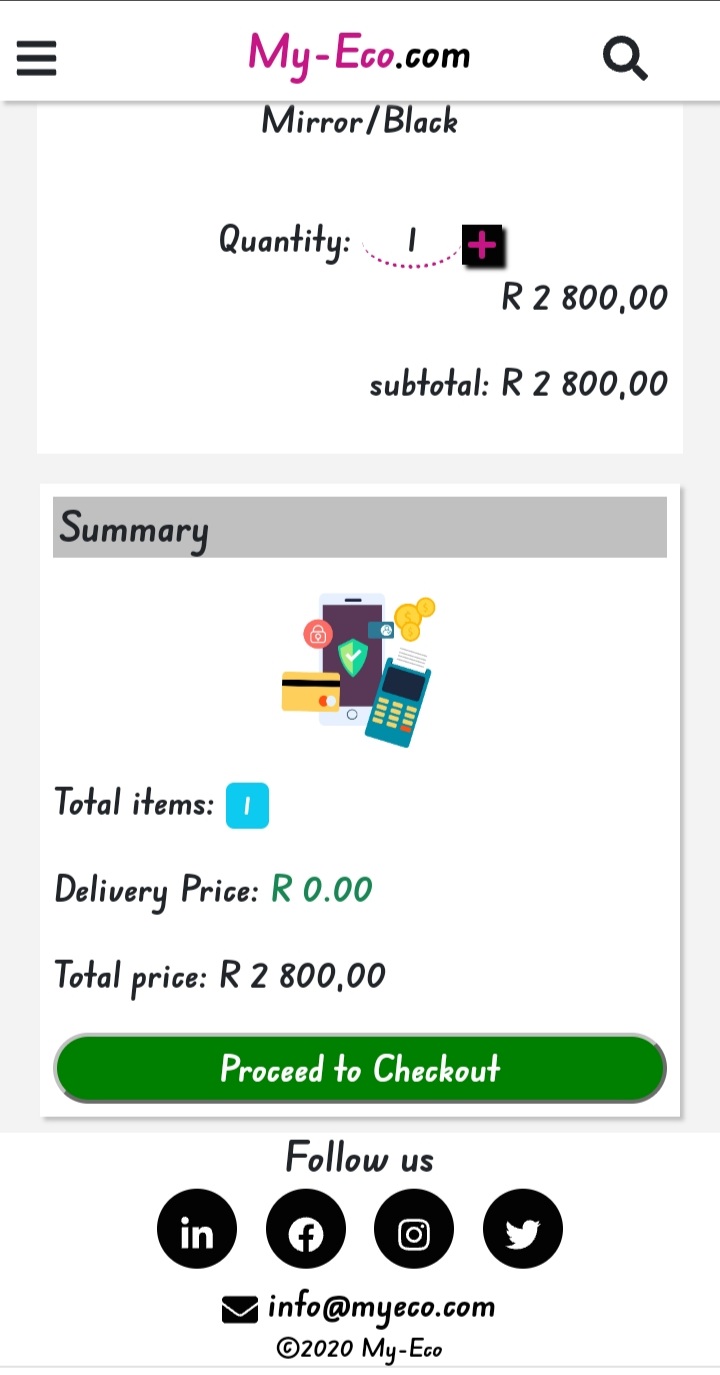 My-Eco.com
Mirror/Black
Quantity: 1 +
R 2 800,00
subtotal: R 2 800,00
Summary
Total items: 1
Delivery Price: R 0.00
Total price: R 2 800,00
Proceed to Checkout
Follow us
info@myeco.com
©2020 My-Eco